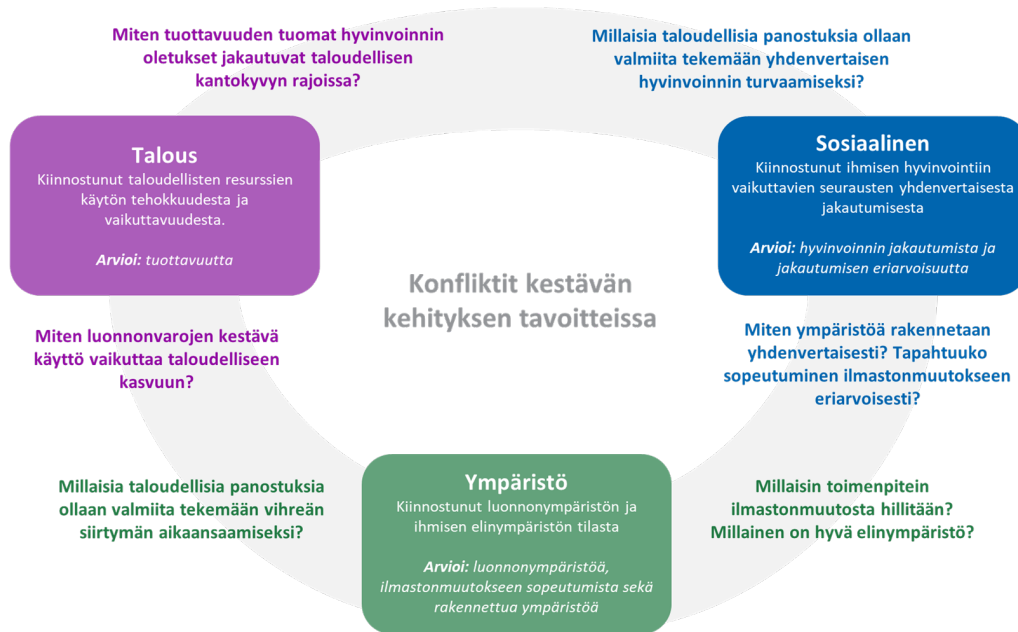 Miten tuottavuuden tuomat hyvinvoinnin
oletukset jakautuvat taloudellisen
kantokyvyn rajoissa?
Millaisia taloudellisia panostuksia ollaan
valmiita tekemään yhdenvertaisen
hyvinvoinnin turvaamiseksi?
Talous
Kiinnostunut taloudellisten resurssien
käytön tehokkuudesta ja
vaikuttavuudesta.
Arvioi: tuottavuutta
Sosiaalinen
Kiinnostunut ihmisen hyvinvointiin
vaikuttavien seurausten yhdenvertaisesta
jakautumisesta
Arvioi: hyvinvoinnin jakautumista ja
jakautumisen eriarvoisuutta
Konfliktit kestävän
kehityksen tavoitteissa
Miten luonnonvarojen kestävä
käyttö vaikuttaa taloudelliseen
kasvuun?
Miten ympäristöä rakennetaan
yhdenvertaisesti? Tapahtuuko
sopeutuminen ilmastonmuutokseen
eriarvoisesti?
Millaisia taloudellisia panostuksia
ollaan valmiita tekemään vihreän
siirtymän aikaansaamiseksi?
Ympäristö
Kiinnostunut luonnonympäristön ja
ihmisen elinympäristön tilasta
Arvioi: luonnonympäristöä,
ilmastonmuutokseen sopeutumista sekä
rakennettua ympäristöä
Millaisin toimenpitein
ilmastonmuutosta hillitään?
Millainen on hyvä elinympäristö?